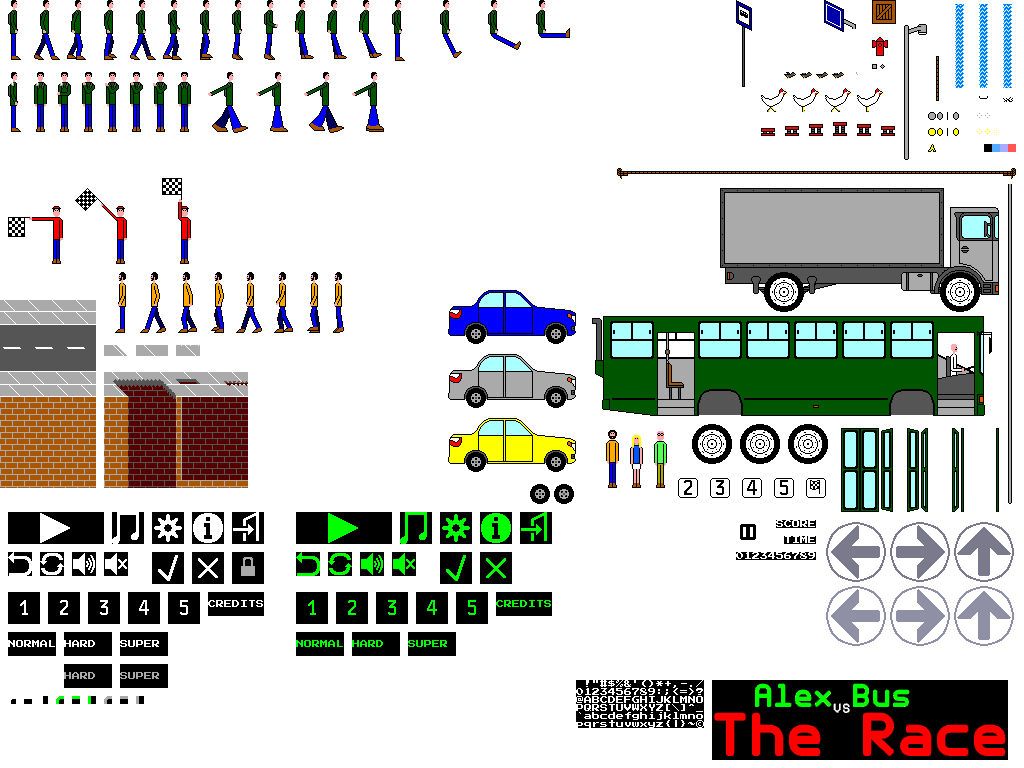 2 3 4 5
SCORE
TIME
0123456789
1 2 3 4 5 CREDITS
1 2 3 4 5 CREDITS
NORMAL HARD SUPER
NORMAL HARD SUPER
HARD SUPER
!"#$%&'()*+,-./
0123456789:;<=>?
@ABCDEFGHIJKLMNO
PQRSTUVWXYZ[\]^_
`abcdefghijklmno
pqrstuvwxyz{|}~©
Alex vs Bus
The Race